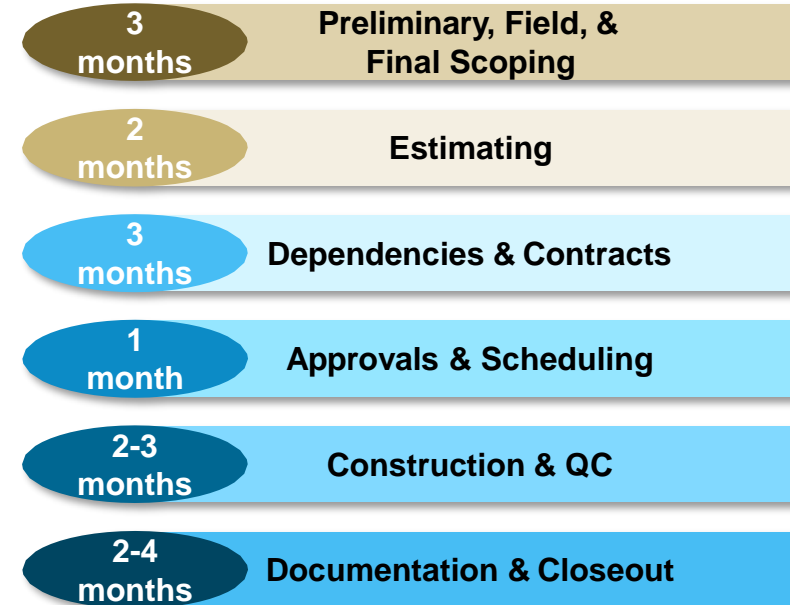 3
months
Preliminary, Field, &
Final Scoping
2
months
Estimating
3
months
Dependencies & Contracts
1
month
Approvals & Scheduling
2-3
months
Construction & QC
2-4
months
Documentation & Closeout